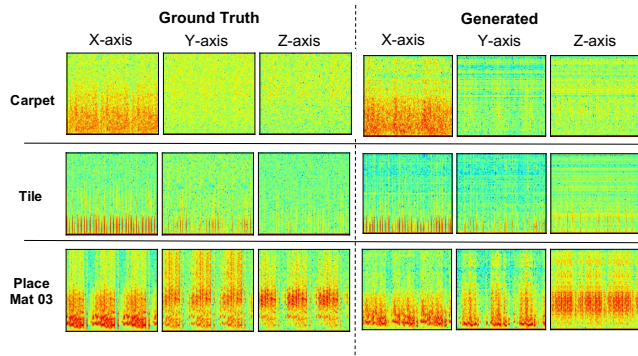 Ground Truth
Generated
X-axis Y-axis Z-axis X-axis Y-axis Z-axis
Carpet
Tile
Place
Mat 03